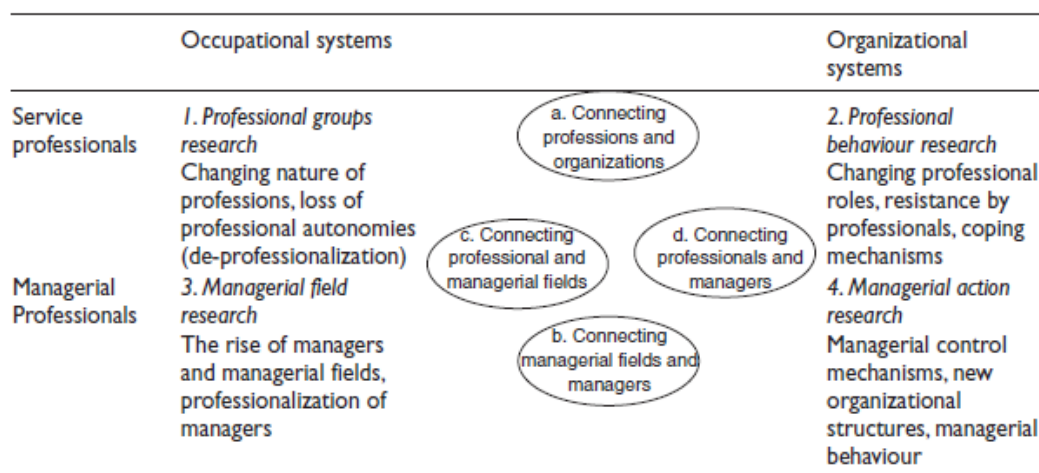 Occupational systems
Organizational
systems
Service
professionals
1. Professional groups
research
Changing nature of
professions, loss of
professional autonomies
(de-professionalization)
a. Connecting
professions and
organizations
2. Professional
behaviour research
Changing professional
roles, resistance by
professionals, coping
mechanisms
c. Connecting
professional and
managerial fields
d. Connecting
professionals and
managers
Managerial
Professionals
3. Managerial field
research
The rise of managers
and managerial fields,
professionalization of
managers
b. Connecting
managerial fields and
managers
4. Managerial action
research
Managerial control
mechanisms, new
organizational
structures, managerial
behaviour